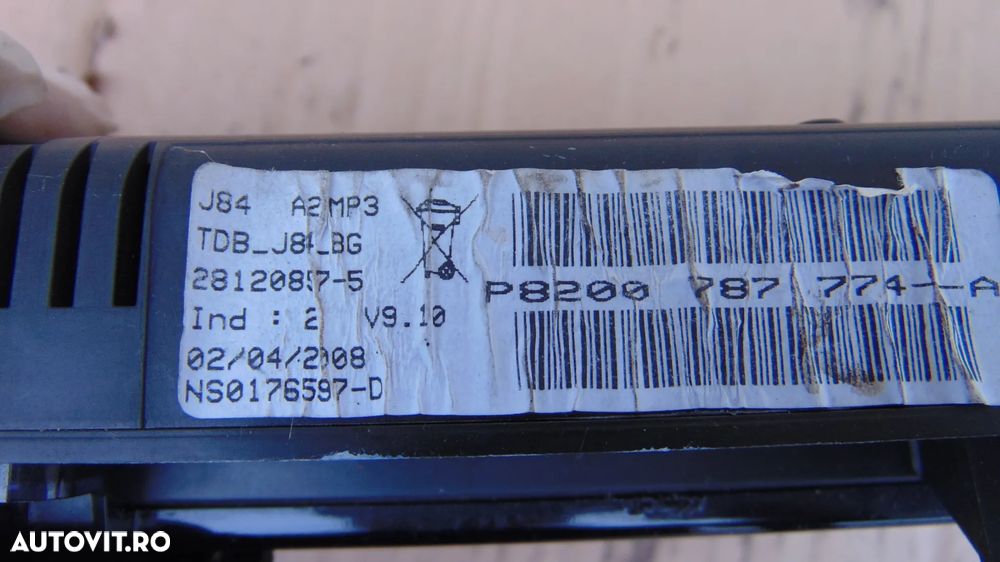 J84 A2MP3
TDB_J84_BG
28120857-5
Ind : 2 V9.10
02/04/2008
NS0176597-D
P8200 787 774--A
AUTOVIT.RO